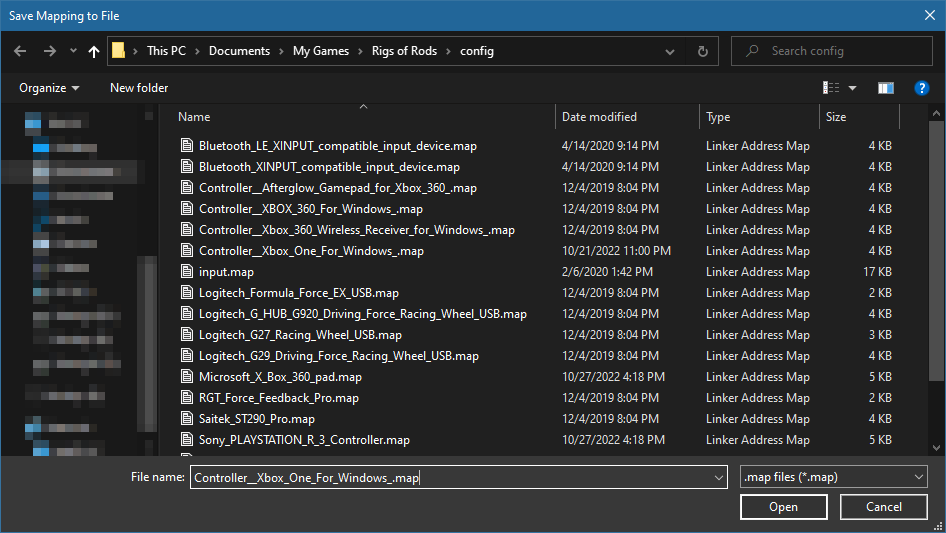 Save Mapping to File
This PC > Documents > My Games > Rigs of Rods > config
Search config
Organize New folder
Name Date modified Type Size
Bluetooth_LE_XINPUT_compatible_input_device.map 4/14/2020 9:14 PM Linker Address Map 4 KB
Bluetooth_XINPUT_compatible_input_device.map 4/14/2020 9:14 PM Linker Address Map 4 KB
Controller__Afterglow_Gamepad_for_Xbox_360_.map 12/4/2019 8:04 PM Linker Address Map 4 KB
Controller__XBOX_360_For_Windows_.map 12/4/2019 8:04 PM Linker Address Map 4 KB
Controller__Xbox_360_Wireless_Receiver_for_Windows_.map 12/4/2019 8:04 PM Linker Address Map 4 KB
Controller__Xbox_One_For_Windows_.map 10/21/2022 11:00 PM Linker Address Map 4 KB
input.map 2/6/2020 1:42 PM Linker Address Map 17 KB
Logitech_Formula_Force_EX_USB.map 12/4/2019 8:04 PM Linker Address Map 2 KB
Logitech_G_HUB_G920_Driving_Force_Racing_Wheel_USB.map 12/4/2019 8:04 PM Linker Address Map 4 KB
Logitech_G27_Racing_Wheel_USB.map 12/4/2019 8:04 PM Linker Address Map 3 KB
Logitech_G29_Driving_Force_Racing_Wheel_USB.map 12/4/2019 8:04 PM Linker Address Map 4 KB
Microsoft_X_Box_360_pad.map 10/27/2022 4:18 PM Linker Address Map 5 KB
RGT_Force_Feedback_Pro.map 12/4/2019 8:04 PM Linker Address Map 2 KB
Saitek_ST290_Pro.map 12/4/2019 8:04 PM Linker Address Map 4 KB
Sony_PLAYSTATION_R_3_Controller.map 10/27/2022 4:18 PM Linker Address Map 5 KB
File name: Controller__Xbox_One_For_Windows_.map .map files (*.map)
Open Cancel